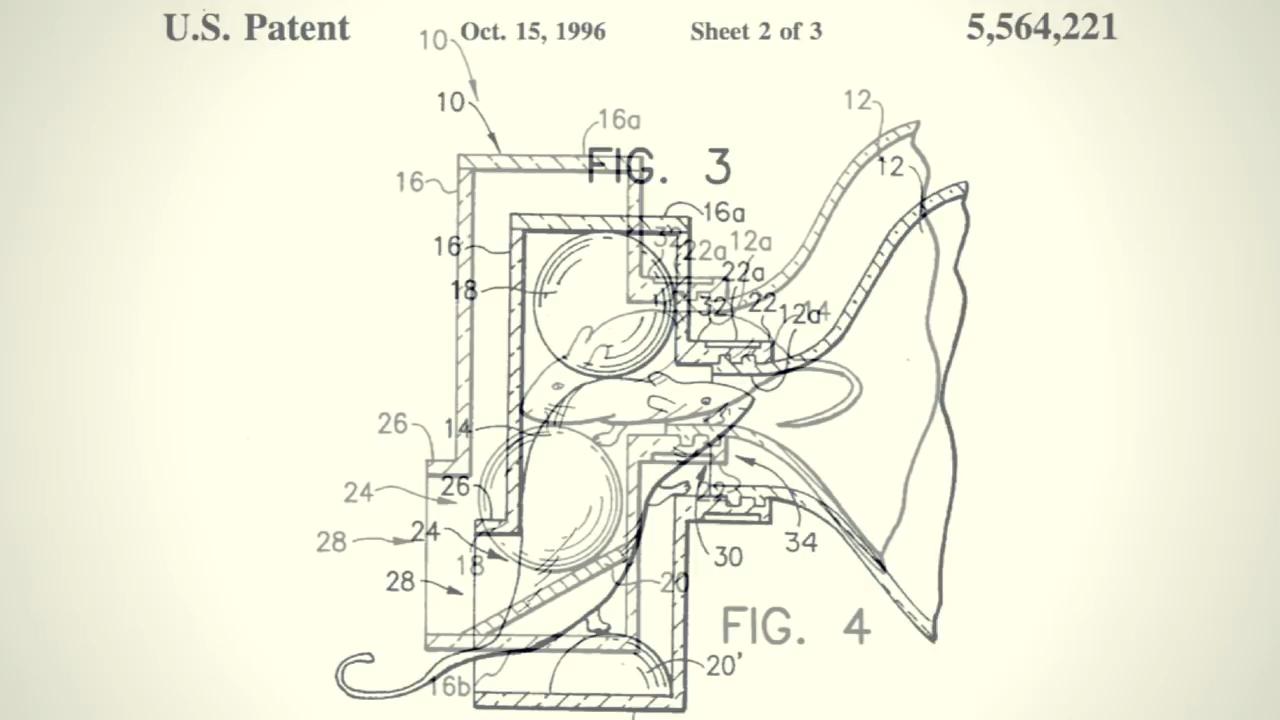 U.S. Patent Oct. 15, 1996 Sheet 2 of 3 5,564,221
10
10
12
16a
FIG. 3
12
16
16a
16
32
22a
12a
22a
18
32
22
12a
14
26
14
26
22
24
24
28
34
30
18
28
20
FIG. 4
20'
16b